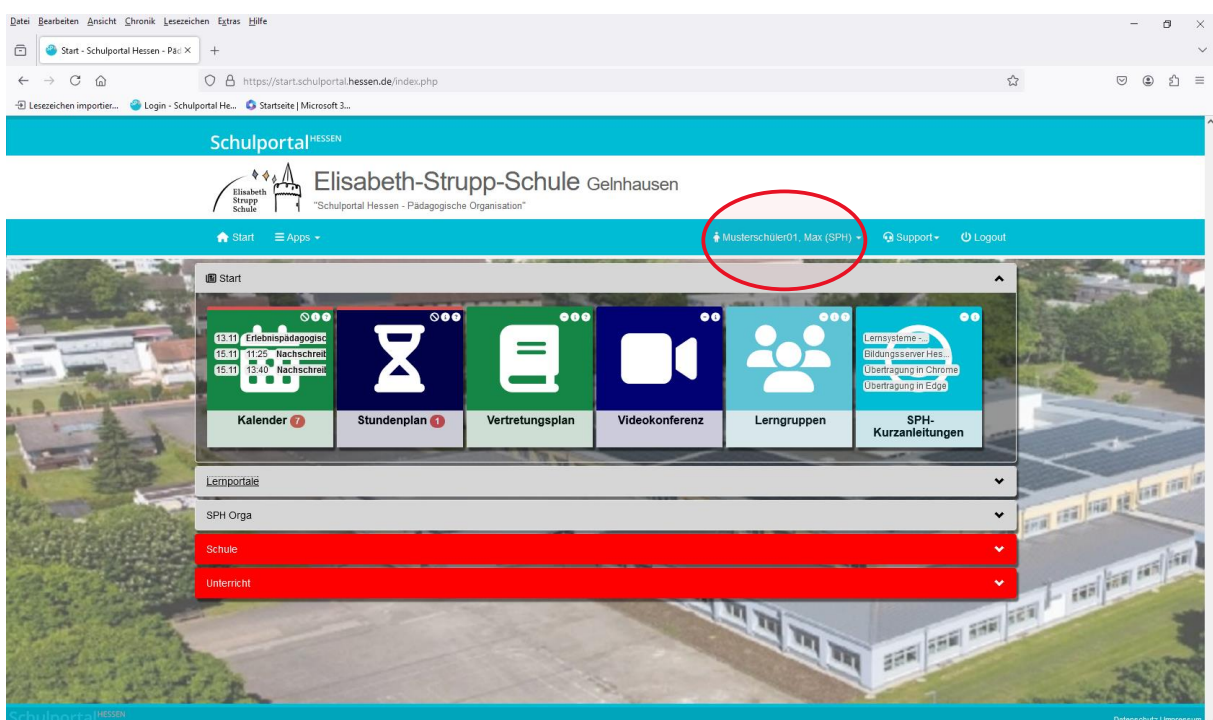 Datei Bearbeiten Ansicht Chronik Lesezeichen Extras Hilfe
Start - Schulportal Hessen - Päd
https://start.schulportal.hessen.de/index.php
Lesezeichen importier... Login - Schulportal He... Startseite | Microsoft 3...
Schulportal HESSEN
Elisabeth
Strupp
Schule
Elisabeth-Strupp-Schule Gelnhausen
"Schulportal Hessen - Pädagogische Organisation"
Start Apps Musterschüler01, Max (SPH) Support Logout
Start
13.11 Erlebnispädagogisc
15.11 11:25 Nachschreib
15.11 13:40 Nachschreib
Kalender 7
Stundenplan 1
Vertretungsplan
Videokonferenz
Lerngruppen
Lernsysteme -...
Bildungsserver Hes...
Übertragung in Chrome
Übertragung in Edge
SPH-
Kurzanleitungen
Lernportale
SPH Orga
Schule
Unterricht
Schulportal HESSEN
Datenschutz Impressum